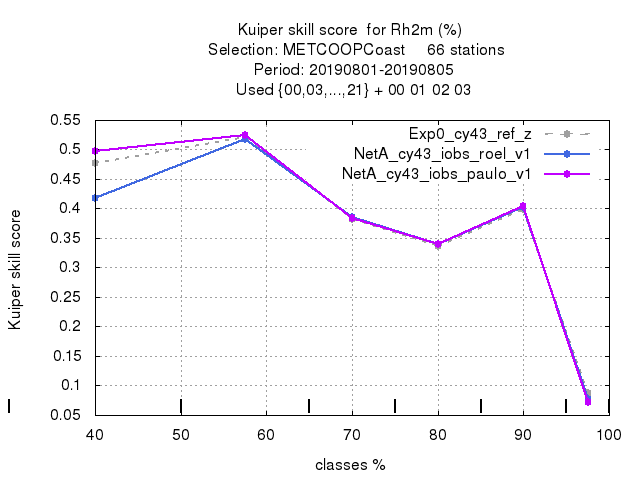 Kuiper skill score  for Rh2m (%)
Selection: METCOOPCoast     66 stations
Period: 20190801-20190805
Used {00,03,...,21} + 00 01 02 03
Exp0_cy43_ref_z
NetA_cy43_iobs_roel_v1
NetA_cy43_iobs_paulo_v1
Kuiper skill score
0.55
0.5
0.45
0.4
0.35
0.3
0.25
0.2
0.15
0.1
0.05
40 50 60 70 80 90 100
classes %